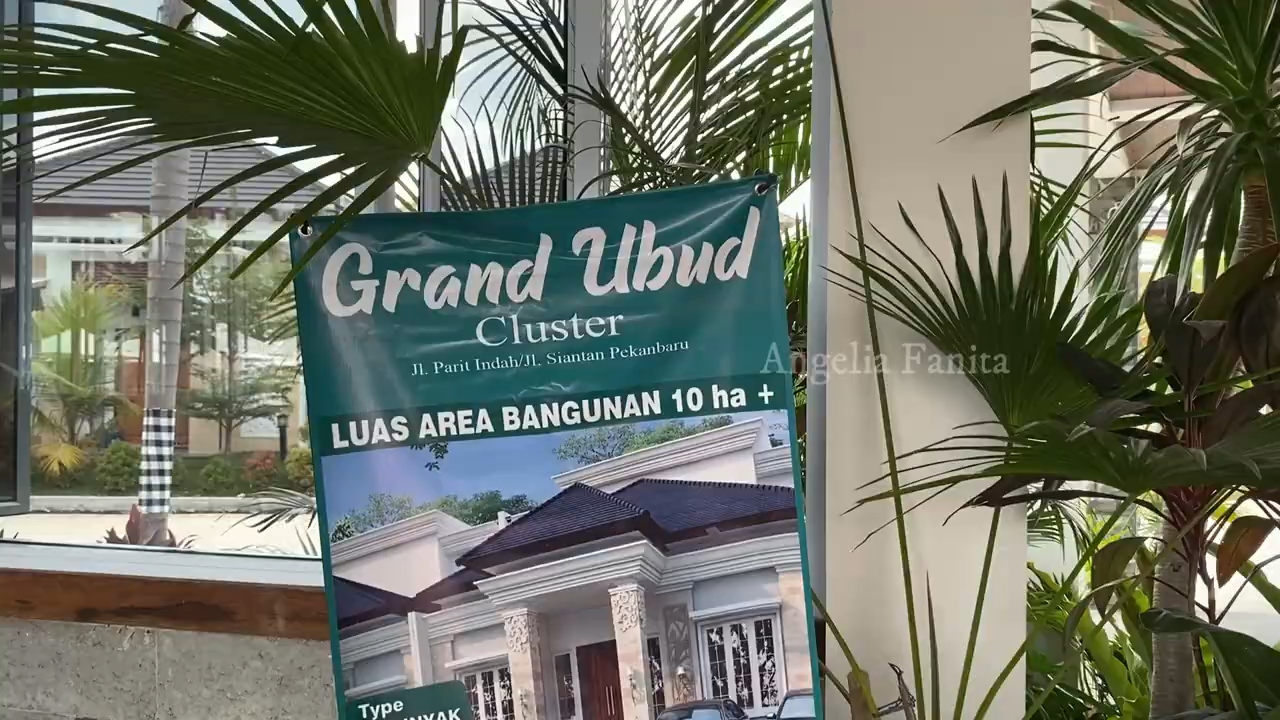 Grand Ubud
Cluster
Jl. Parit Indah/Jl. Siantan Pekanbaru
Angelia Fanita
LUAS AREA BANGUNAN 10 ha +
Type